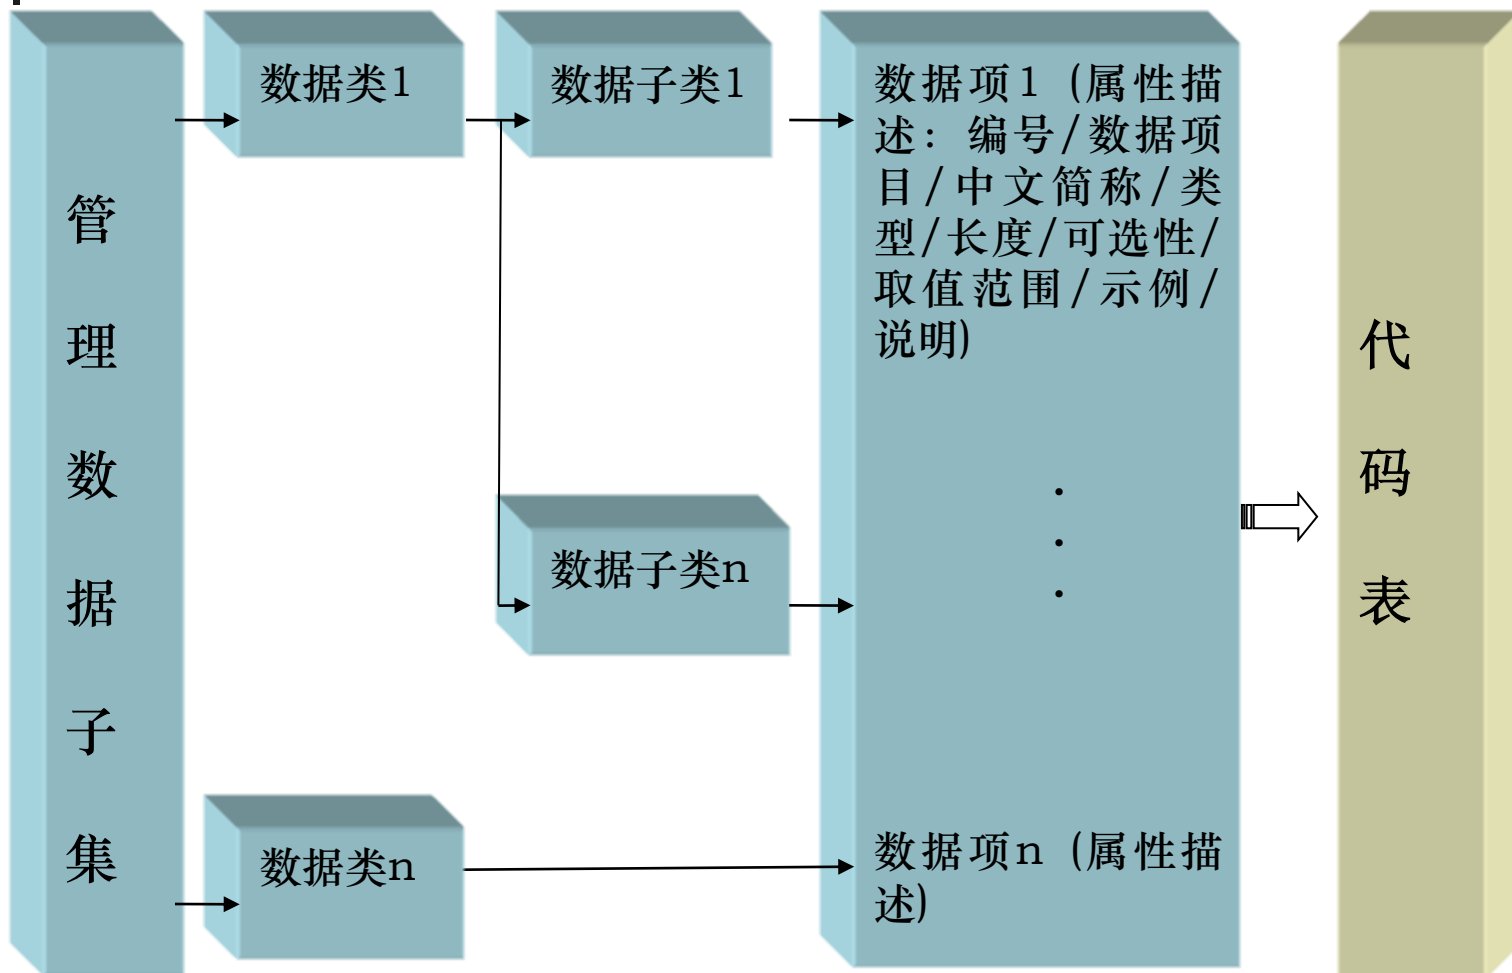 管
理
数
据
子
集
数据类1
数据子类1
数据项1（属性描
述：编号/数据项
目/中文简称/类
型/长度/可选性/
取值范围/示例/
说明）
数据子类n
.
.
.
数据类n
数据项n（属性描
述）
代
码
表